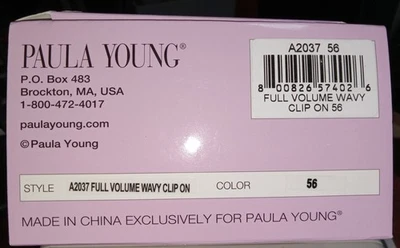 PAULA YOUNG®
P.O. Box 483
Brockton, MA, USA
1-800-472-4017
paulayoung.com
©Paula Young
A2037 56
8 00826 57402 6
FULL VOLUME WAVY
CLIP ON 56
STYLE A2037 FULL VOLUME WAVY CLIP ON COLOR 56
MADE IN CHINA EXCLUSIVELY FOR PAULA YOUNG®